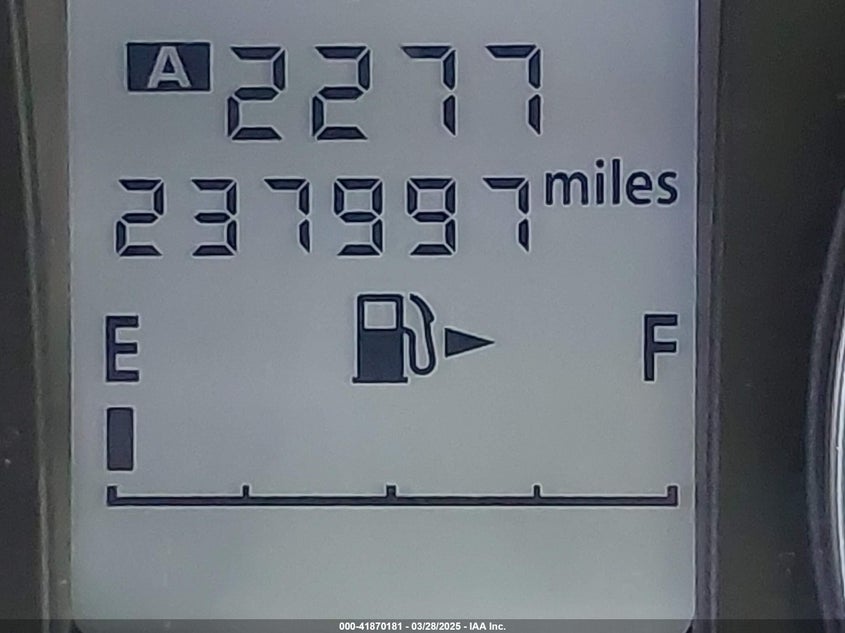 A 2277
237997 miles
E F
000-41870181 - 03/28/2025 - IAA Inc.